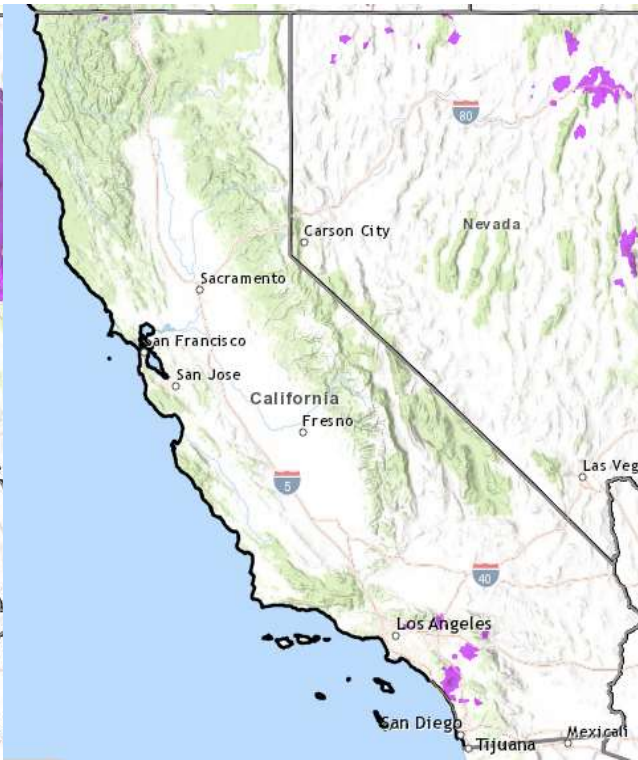 80
Carson City
Nevada
Sacramento
San Francisco
San Jose
California
Fresno
Las Veg
5
40
Los Angeles
San Diego
Tijuana
Mexicali